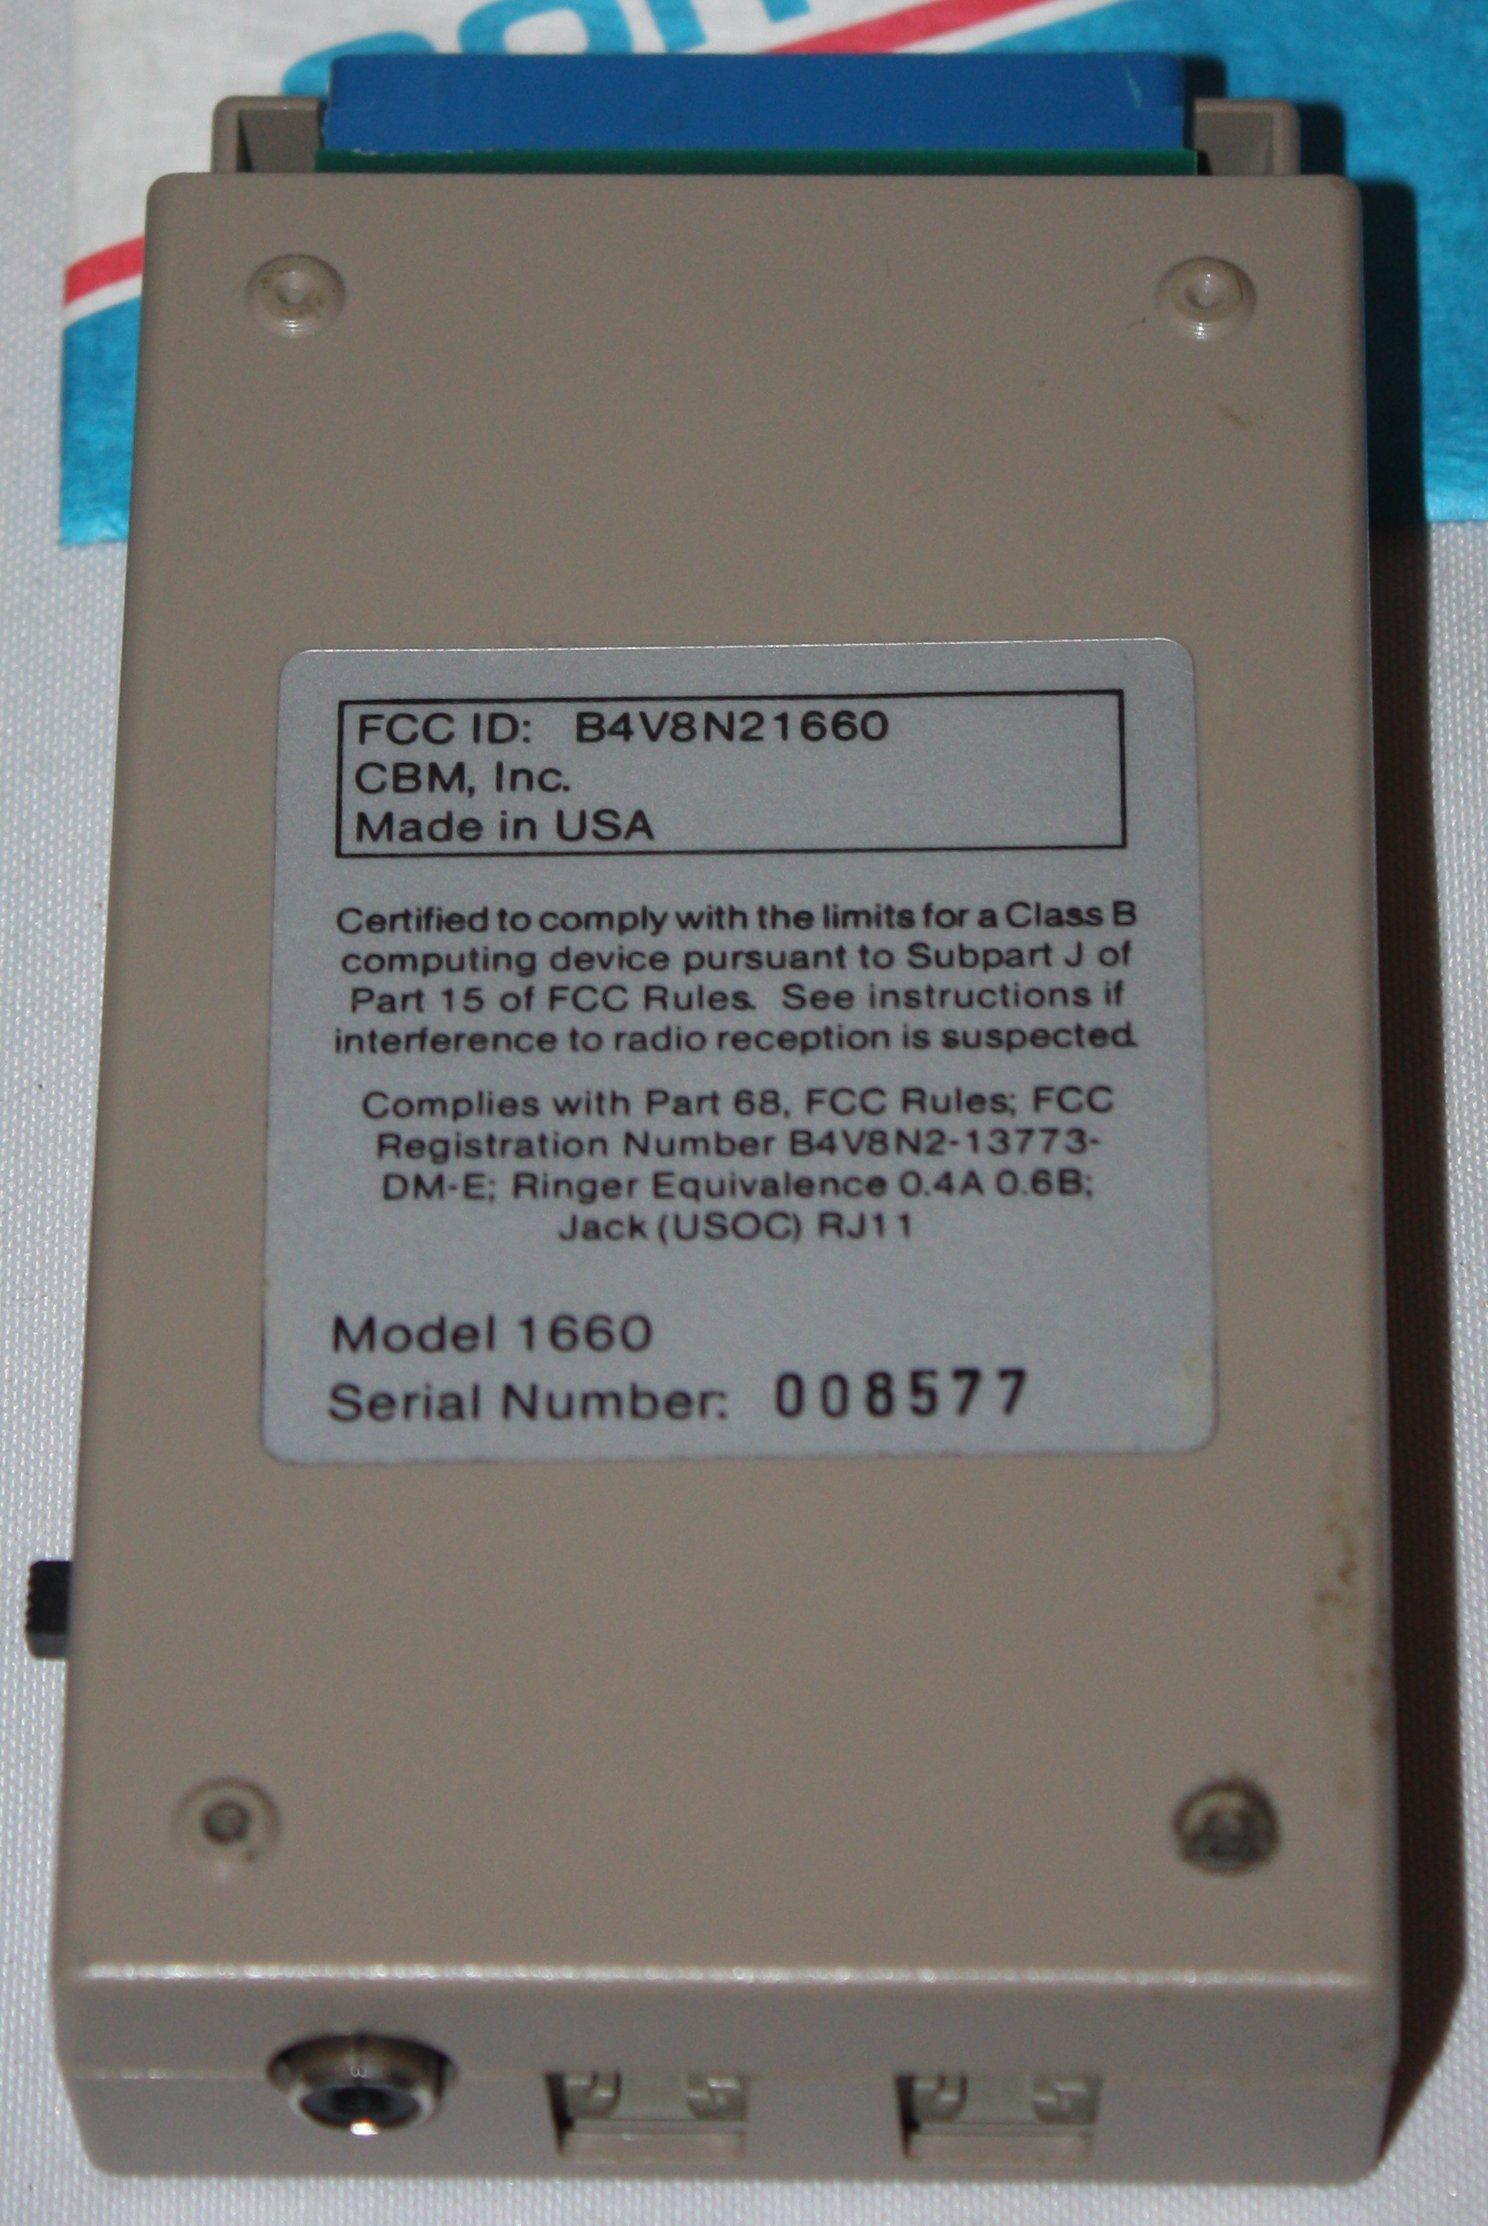 FCC ID: B4V8N21660
CBM, Inc.
Made in USA
Certified to comply with the limits for a Class B
computing device pursuant to Subpart J of
Part 15 of FCC Rules. See instructions if
interference to radio reception is suspected.
Complies with Part 68, FCC Rules; FCC
Registration Number B4V8N2-13773-
DM-E; Ringer Equivalence 0.4A 0.6B;
Jack (USOC) RJ11
Model 1660
Serial Number: 008577